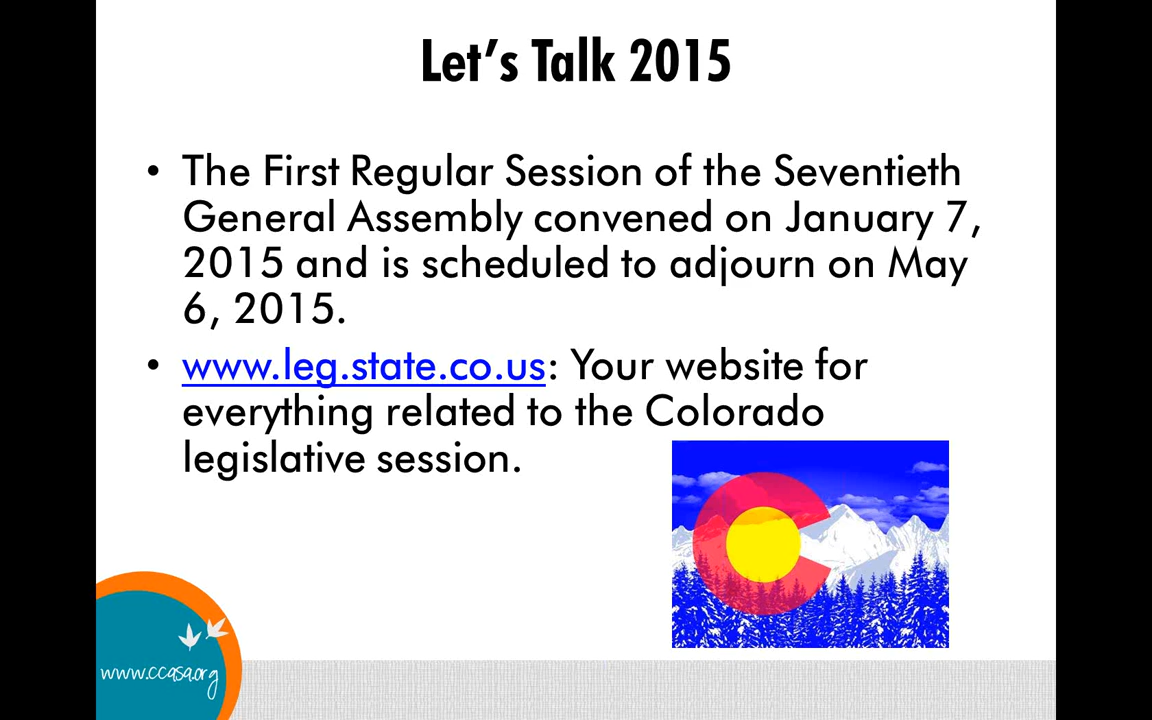 Let's Talk 2015
• The First Regular Session of the Seventieth
General Assembly convened on January 7,
2015 and is scheduled to adjourn on May
6, 2015.
• www.leg.state.co.us: Your website for
everything related to the Colorado
legislative session.
www.ccasa.org